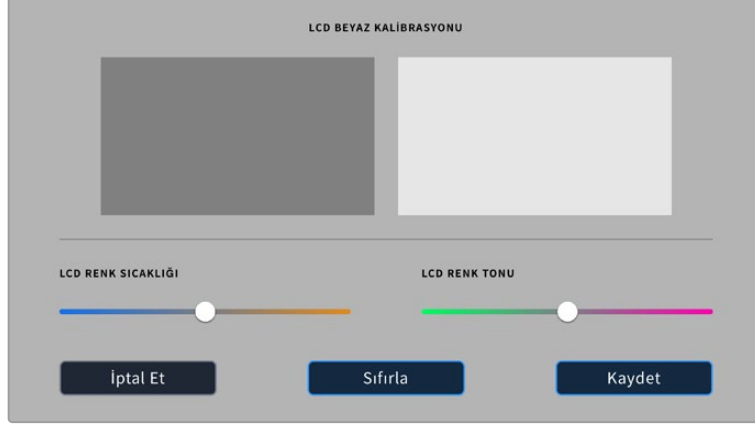 LCD BEYAZ KALİBRASYONU
LCD RENK SICAKLIĞI
LCD RENK TONU
İptal Et
Sıfırla
Kaydet